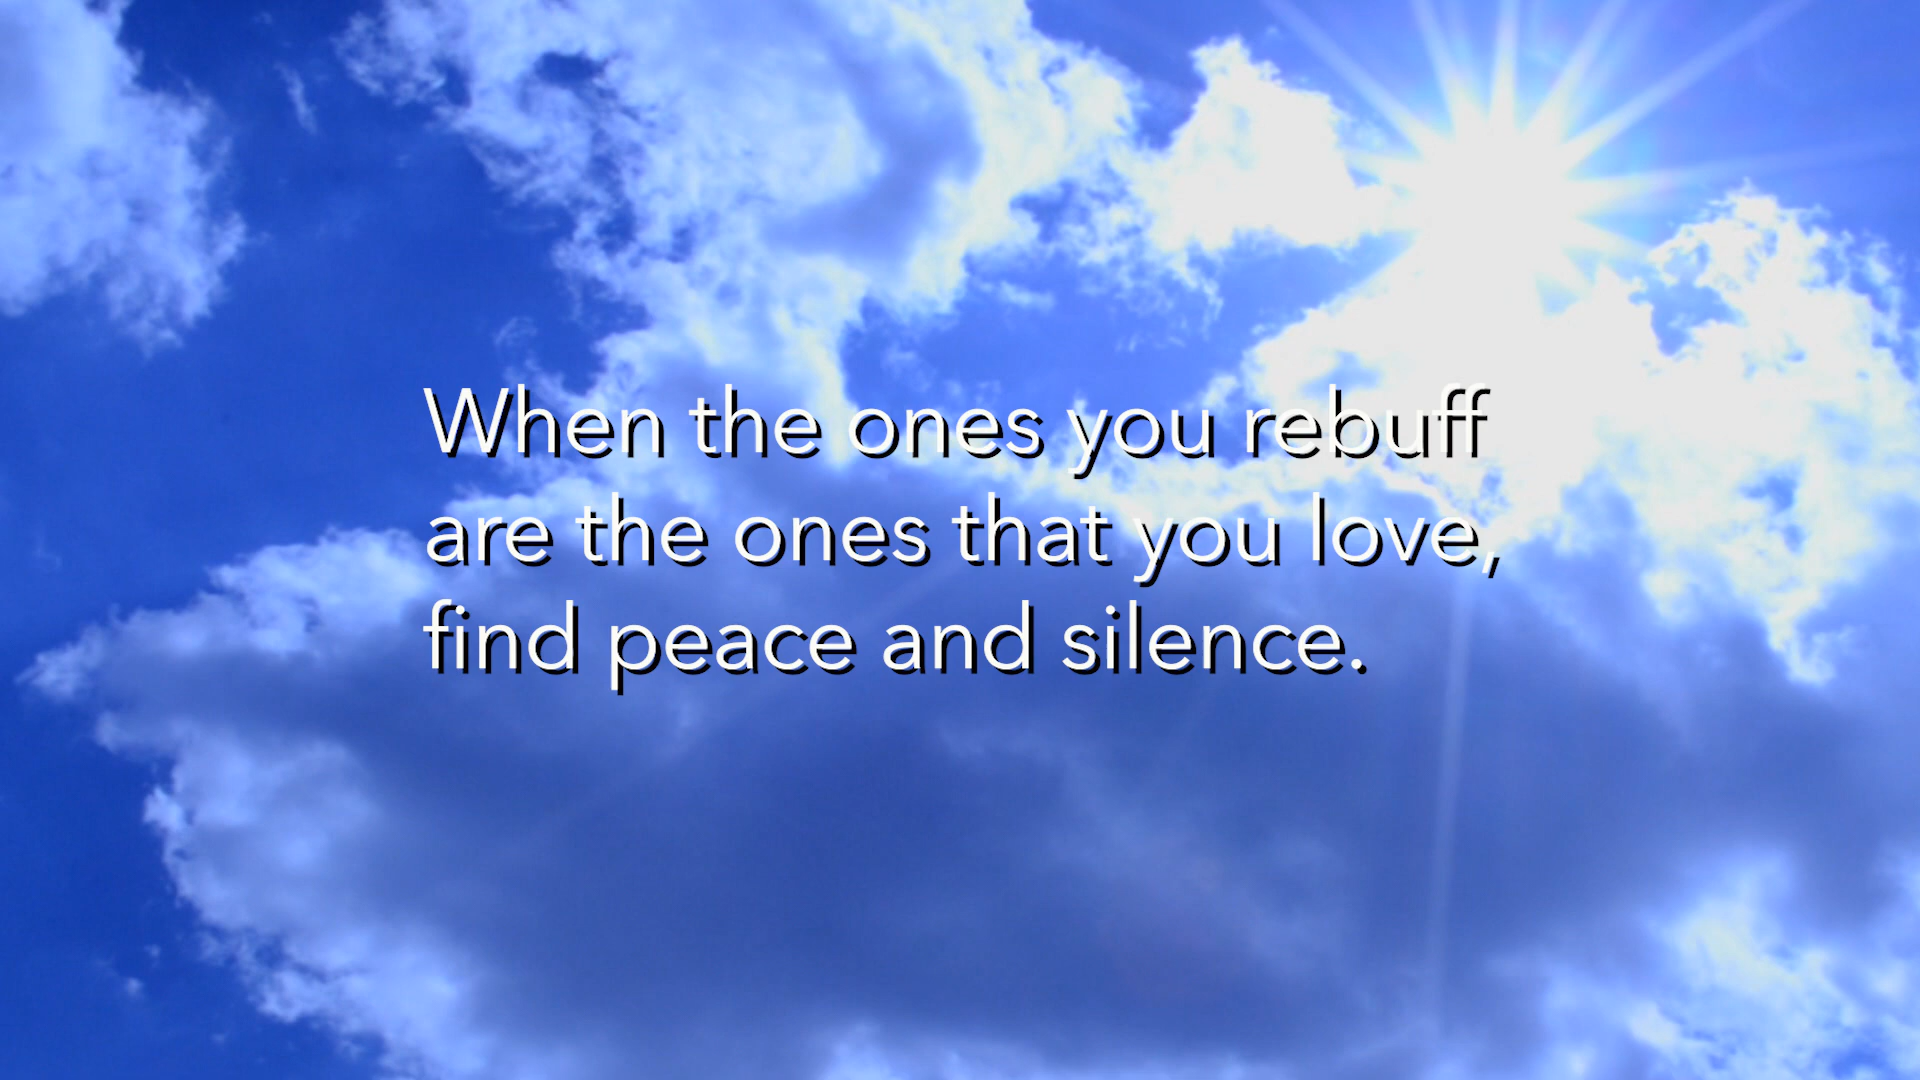 When the ones you rebuff
are the ones that you love,
find peace and silence.